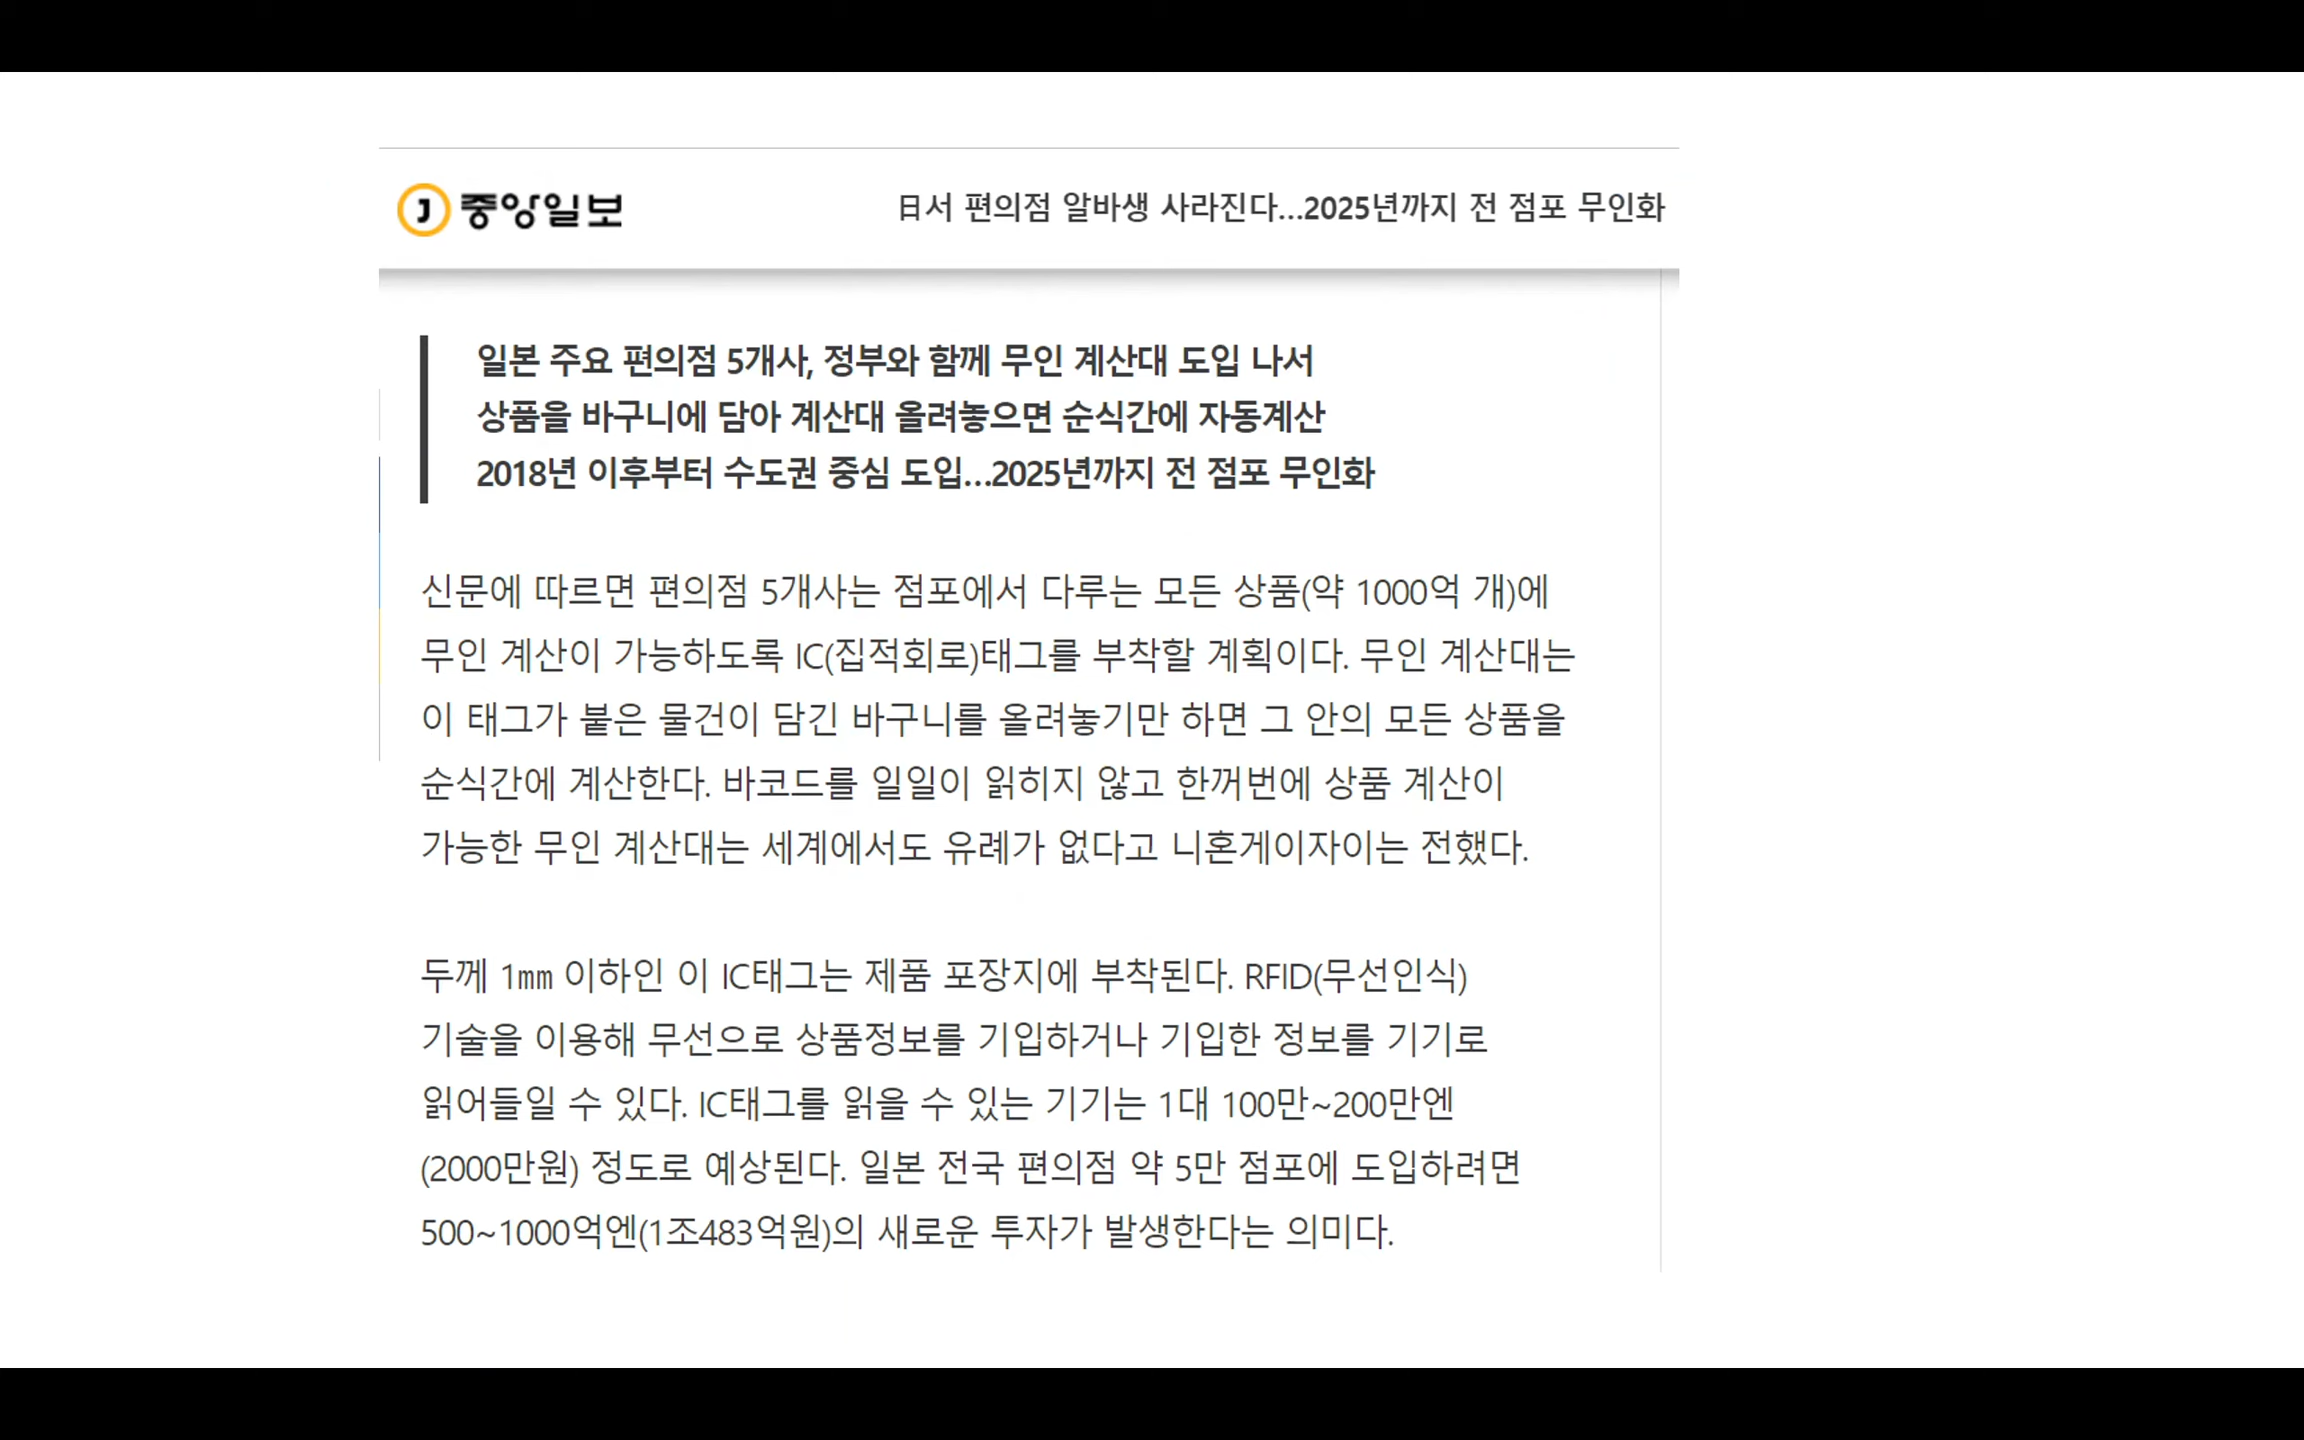 J 중앙일보
日서 편의점 알바생 사라진다...2025년까지 전 점포 무인화
일본 주요 편의점 5개사, 정부와 함께 무인 계산대 도입 나서
상품을 바구니에 담아 계산대 올려놓으면 순식간에 자동계산
2018년 이후부터 수도권 중심 도입...2025년까지 전 점포 무인화
신문에 따르면 편의점 5개사는 점포에서 다루는 모든 상품(약 1000억 개)에
무인 계산이 가능하도록 IC(집적회로)태그를 부착할 계획이다. 무인 계산대는
이 태그가 붙은 물건이 담긴 바구니를 올려놓기만 하면 그 안의 모든 상품을
순식간에 계산한다. 바코드를 일일이 읽히지 않고 한꺼번에 상품 계산이
가능한 무인 계산대는 세계에서도 유례가 없다고 니혼게이자이는 전했다.
두께 1㎜ 이하인 이 IC태그는 제품 포장지에 부착된다. RFID(무선인식)
기술을 이용해 무선으로 상품정보를 기입하거나 기입한 정보를 기기로
읽어들일 수 있다. IC태그를 읽을 수 있는 기기는 1대 100만~200만엔
(2000만원) 정도로 예상된다. 일본 전국 편의점 약 5만 점포에 도입하려면
500~1000억엔(1조483억원)의 새로운 투자가 발생한다는 의미다.